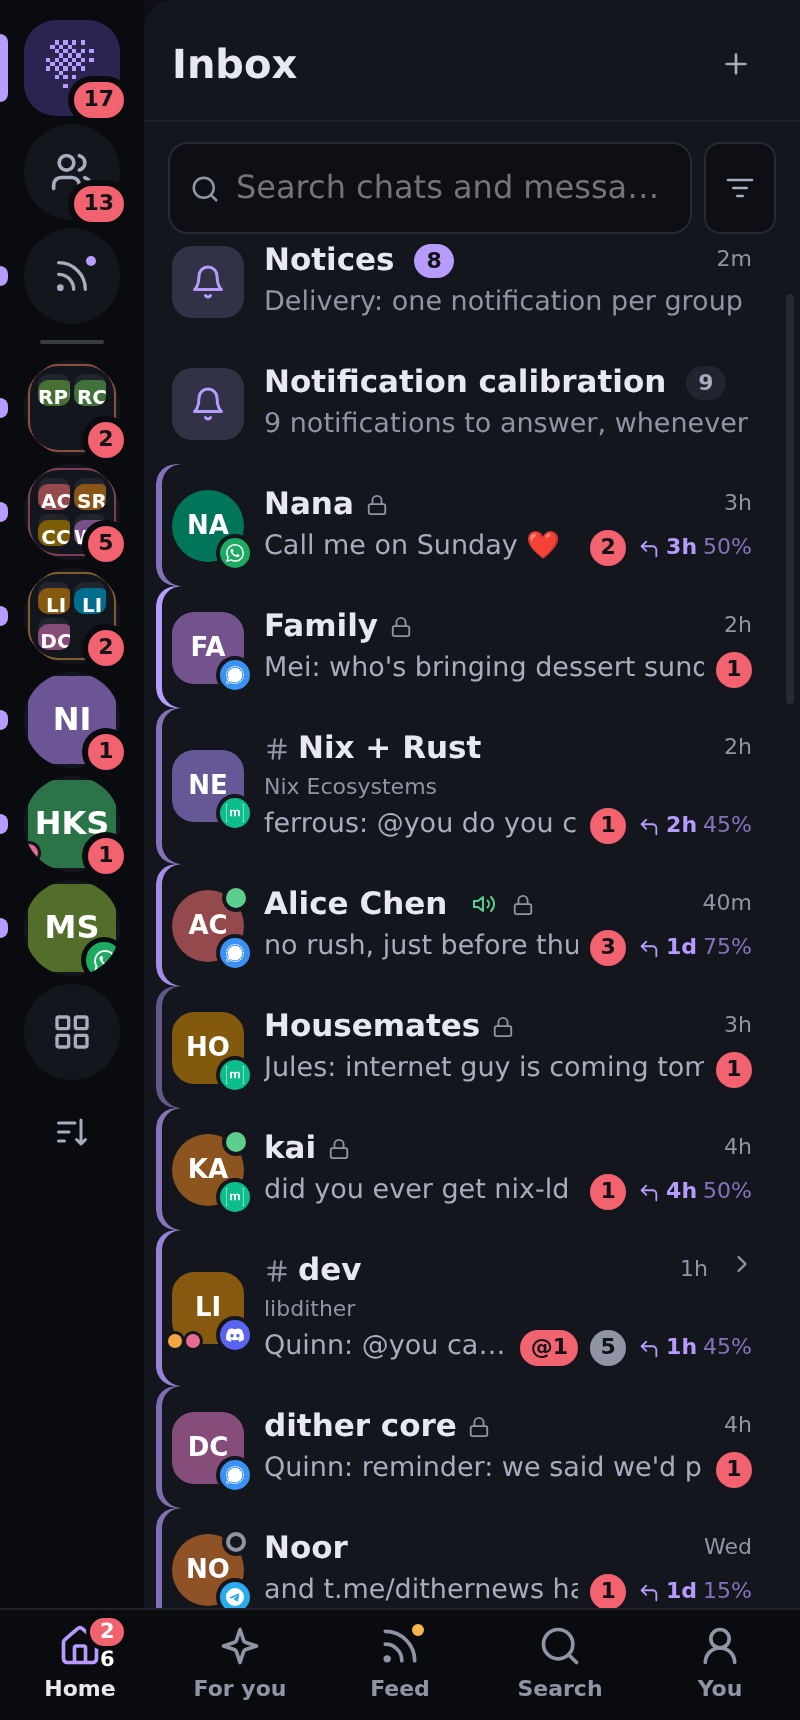 17
Inbox
13
Search chats and messa...
Notices 8 2m
Delivery: one notification per group
Notification calibration 9
9 notifications to answer, whenever
RP RC
2
AC SR
CC
5
LI LI
DC
2
NI
1
HKS
1
MS
NA
Nana 3h
Call me on Sunday ❤️ 2 3h 50%
FA
Family 2h
Mei: who's bringing dessert sund 1
NE
# Nix + Rust 2h
Nix Ecosystems
ferrous: @you do you c 1 2h 45%
m
AC
Alice Chen 40m
no rush, just before thu 3 1d 75%
HO
Housemates 3h
Jules: internet guy is coming tom 1
m
KA
kai 4h
did you ever get nix-ld 1 4h 50%
m
LI
# dev 1h
libdither
Quinn: @you ca... @1 5 1h 45%
DC
dither core 4h
Quinn: reminder: we said we'd p 1
NO
Noor Wed
and t.me/dithernews ha 1 1d 15%
2
6
Home For you Feed Search You